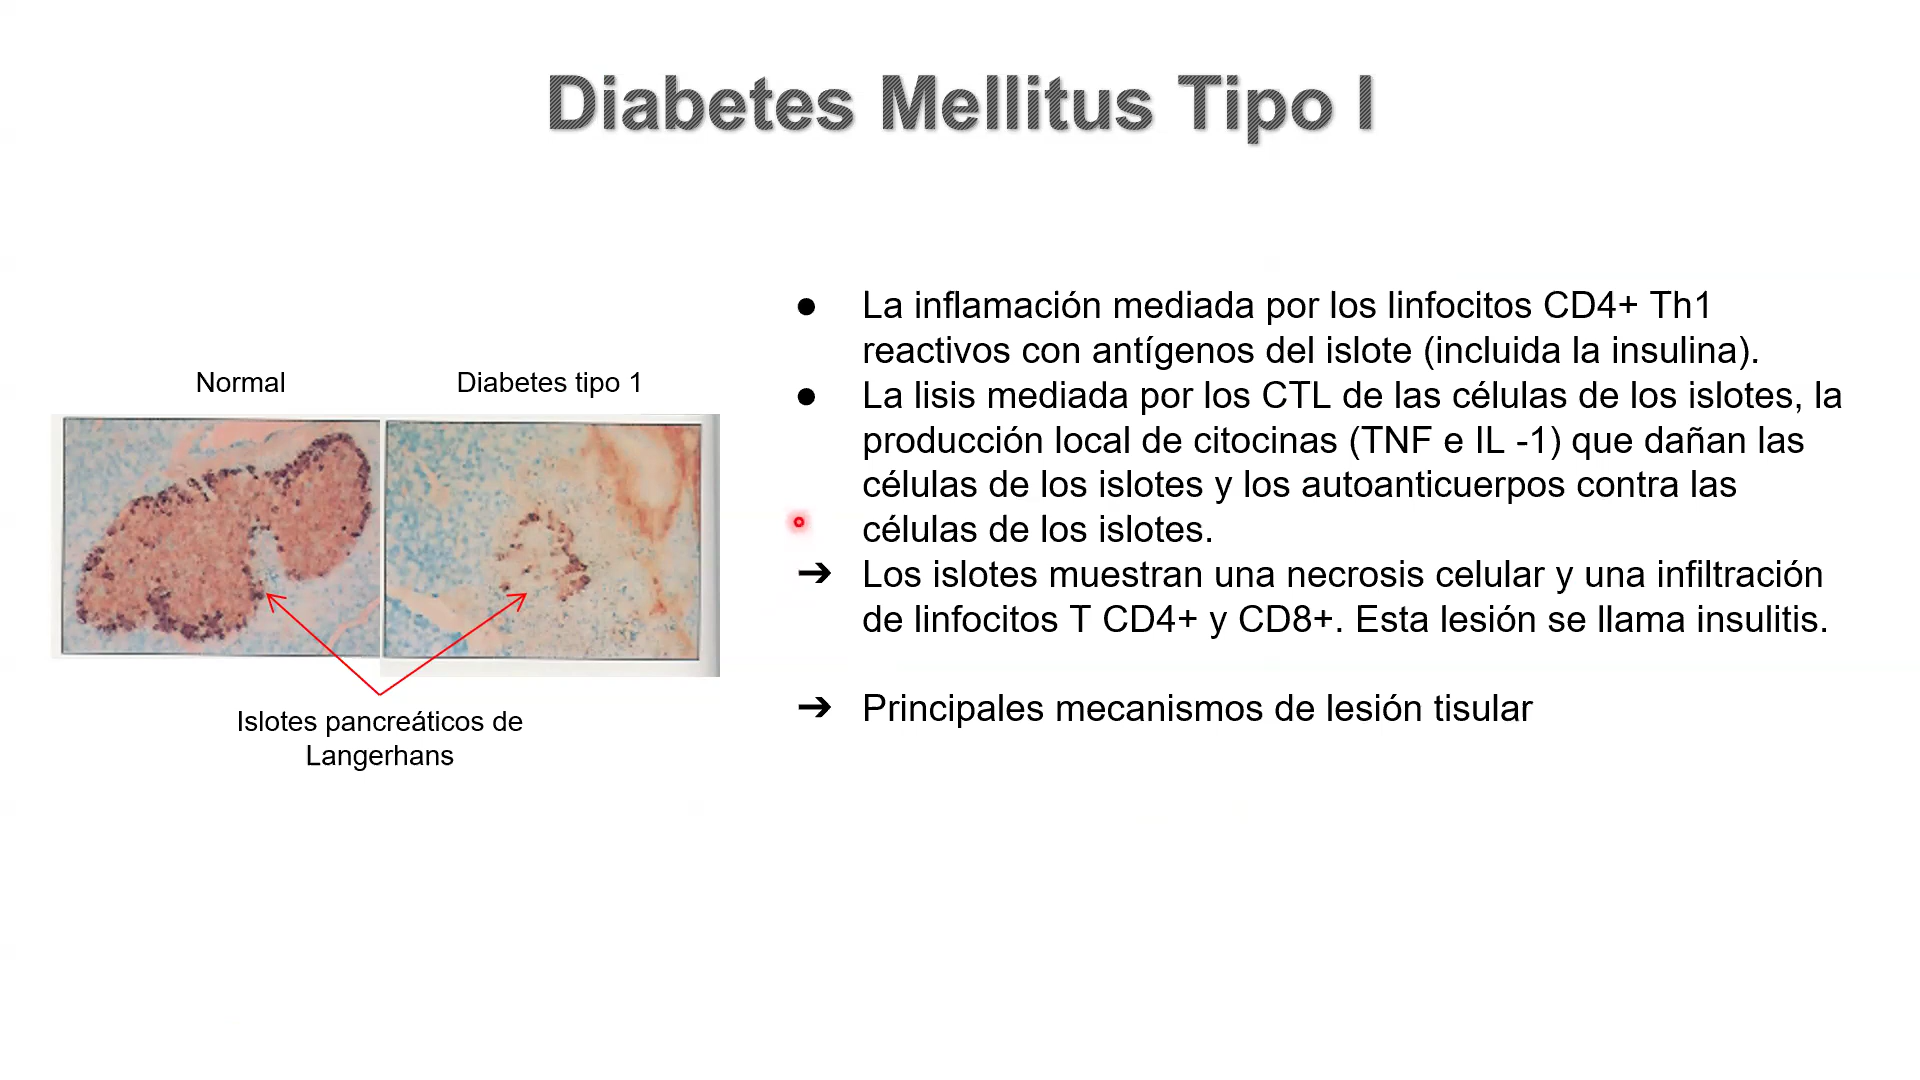 Diabetes Mellitus Tipo I
Normal
Diabetes tipo 1
Islotes pancreáticos de
Langerhans
● La inflamación mediada por los linfocitos CD4+ Th1
reactivos con antígenos del islote (incluida la insulina).
● La lisis mediada por los CTL de las células de los islotes, la
producción local de citocinas (TNF e IL -1) que dañan las
células de los islotes y los autoanticuerpos contra las
células de los islotes.
➔ Los islotes muestran una necrosis celular y una infiltración
de linfocitos T CD4+ y CD8+. Esta lesión se llama insulitis.
➔ Principales mecanismos de lesión tisular